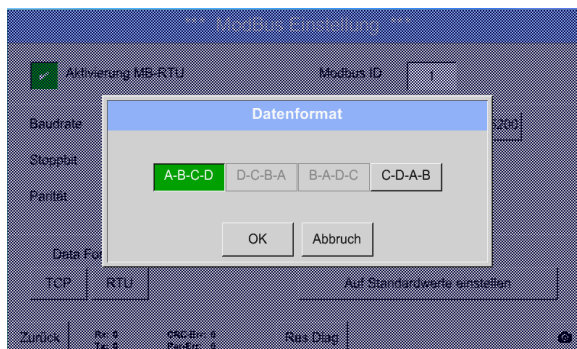 *** ModBus Einstellung ***
Aktivierung MB-RTU
Modbus ID
1
Datenformat
Baudrate
5200
Stoppbit
A-B-C-D
D-C-B-A
B-A-D-C
C-D-A-B
Parität
OK
Abbruch
Data For
TCP
RTU
Auf Standardwerte einstellen
Zurück
Rx: 0
CRC-Err: 0
Res Diag
Tx: 0
Par-Err: 0